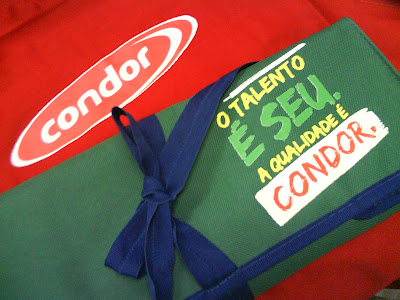 condor
O TALENTO
É SEU.
A QUALIDADE É
CONDOR.